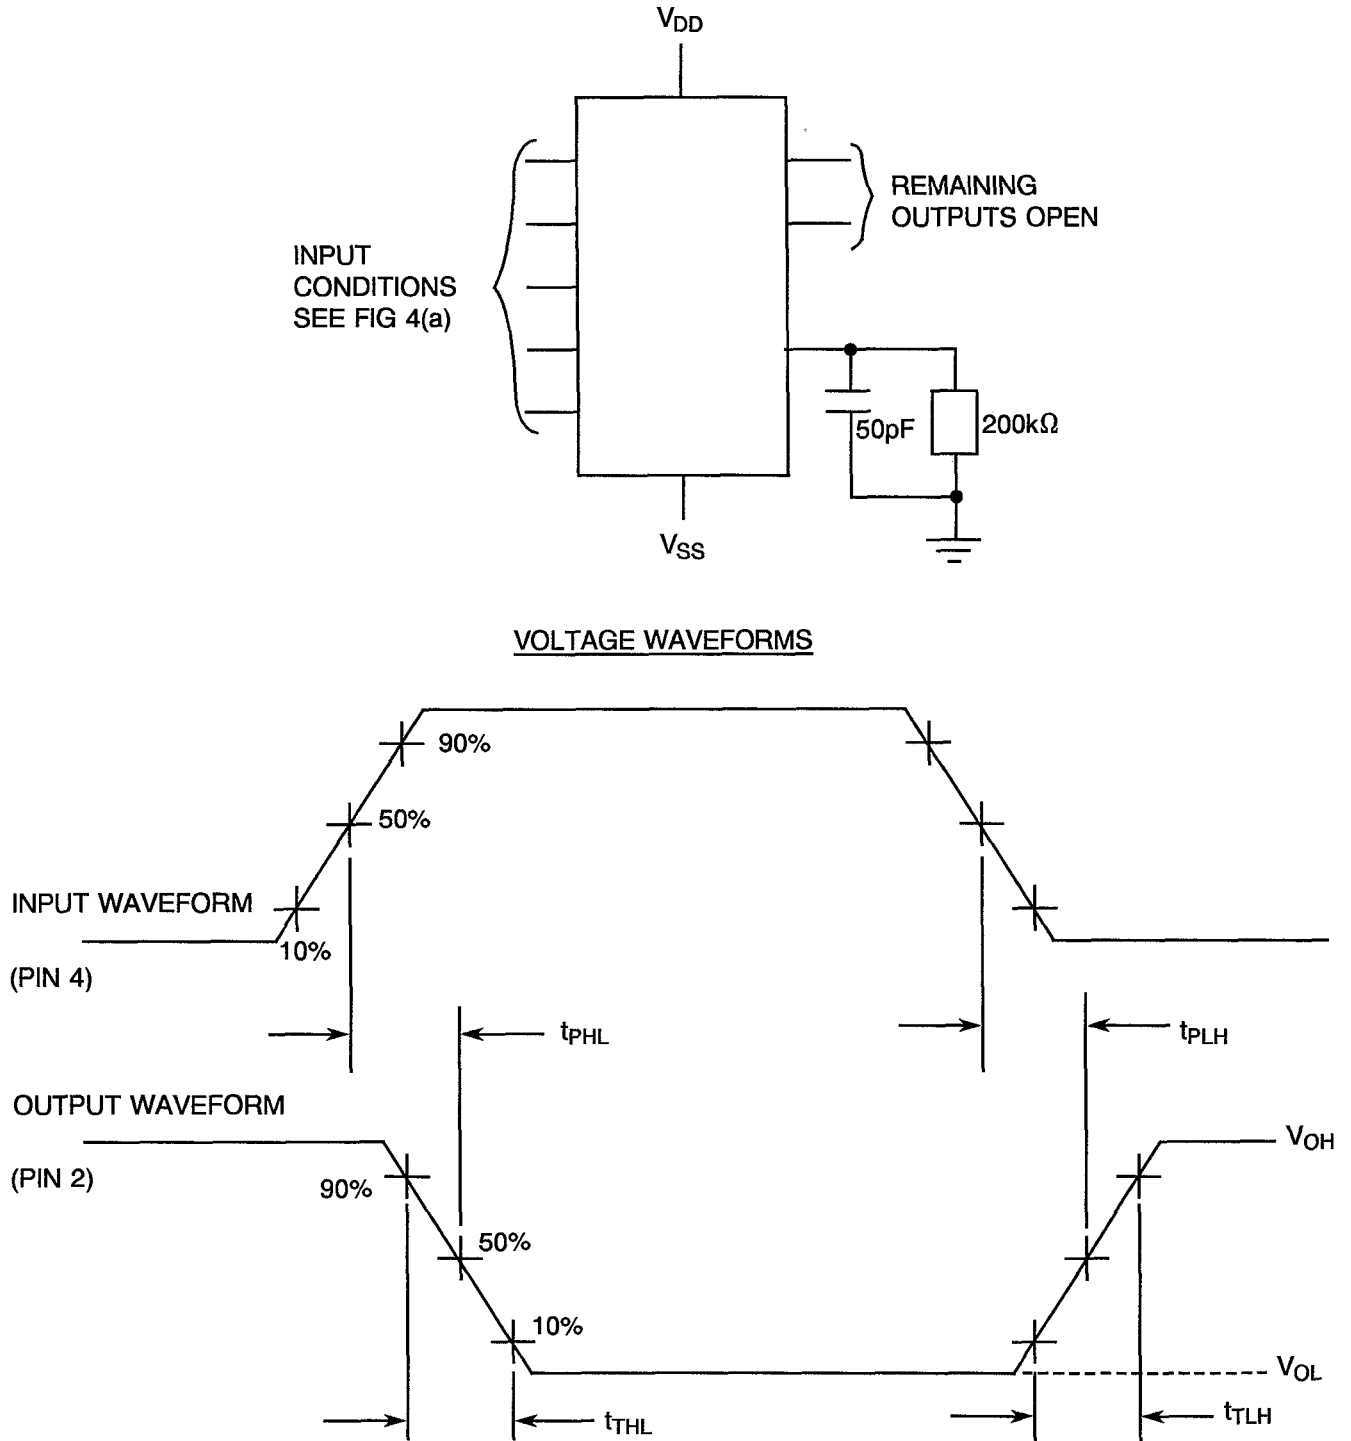 VDD
REMAINING
OUTPUTS OPEN
INPUT
CONDITIONS
SEE FIG 4(a)
50pF
200kΩ
VSS
VOLTAGE WAVEFORMS
90%
50%
INPUT WAVEFORM
10%
(PIN 4)
tPHL
tPLH
OUTPUT WAVEFORM
VOH
(PIN 2)
90%
50%
10%
VOL
tTHL
tTLH